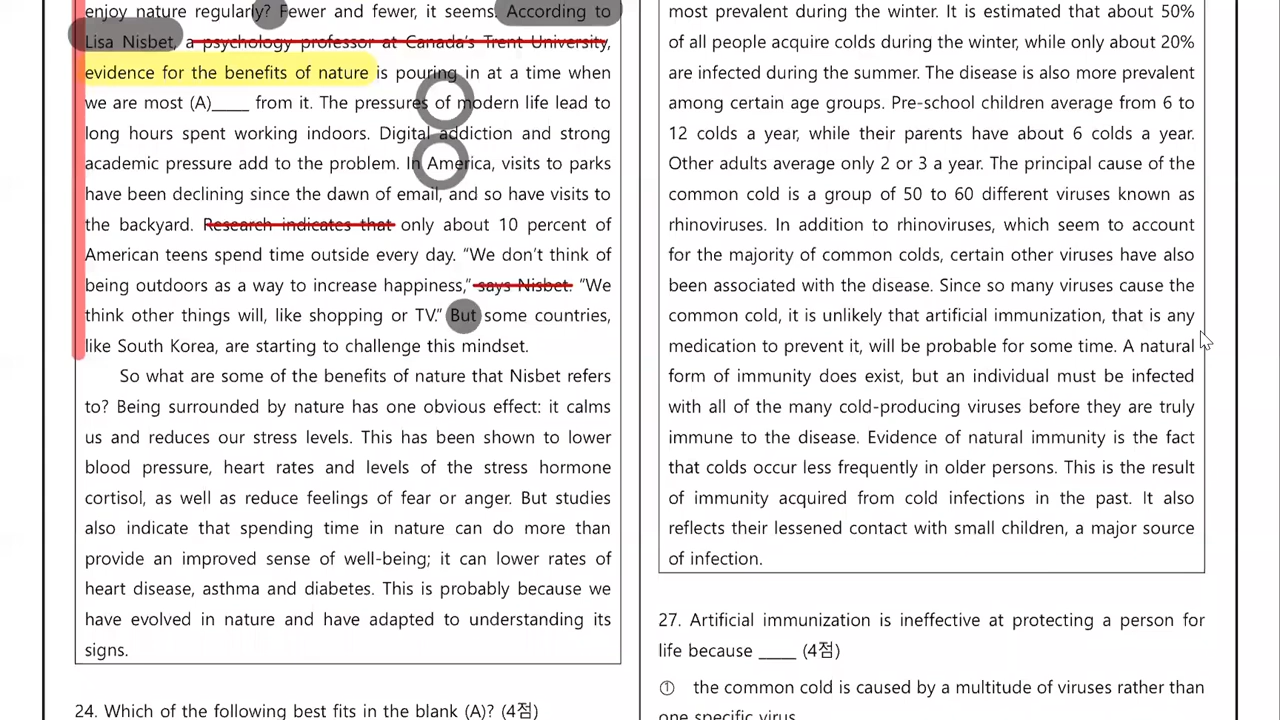 enjoy nature regularly? Fewer and fewer, it seems. According to
Lisa Nisbet, a psychology professor at Canada's Trent University,
evidence for the benefits of nature is pouring in at a time when
we are most (A)____ from it. The pressures of modern life lead to
long hours spent working indoors. Digital addiction and strong
academic pressure add to the problem. In America, visits to parks
have been declining since the dawn of email, and so have visits to
the backyard. Research indicates that only about 10 percent of
American teens spend time outside every day. “We don't think of
being outdoors as a way to increase happiness,” says Nisbet. “We
think other things will, like shopping or TV.” But some countries,
like South Korea, are starting to challenge this mindset.
So what are some of the benefits of nature that Nisbet refers
to? Being surrounded by nature has one obvious effect: it calms
us and reduces our stress levels. This has been shown to lower
blood pressure, heart rates and levels of the stress hormone
cortisol, as well as reduce feelings of fear or anger. But studies
also indicate that spending time in nature can do more than
provide an improved sense of well-being; it can lower rates of
heart disease, asthma and diabetes. This is probably because we
have evolved in nature and have adapted to understanding its
signs.
24. Which of the following best fits in the blank (A)? (4점)
most prevalent during the winter. It is estimated that about 50%
of all people acquire colds during the winter, while only about 20%
are infected during the summer. The disease is also more prevalent
among certain age groups. Pre-school children average from 6 to
12 colds a year, while their parents have about 6 colds a year.
Other adults average only 2 or 3 a year. The principal cause of the
common cold is a group of 50 to 60 different viruses known as
rhinoviruses. In addition to rhinoviruses, which seem to account
for the majority of common colds, certain other viruses have also
been associated with the disease. Since so many viruses cause the
common cold, it is unlikely that artificial immunization, that is any
medication to prevent it, will be probable for some time. A natural
form of immunity does exist, but an individual must be infected
with all of the many cold-producing viruses before they are truly
immune to the disease. Evidence of natural immunity is the fact
that colds occur less frequently in older persons. This is the result
of immunity acquired from cold infections in the past. It also
reflects their lessened contact with small children, a major source
of infection.
27. Artificial immunization is ineffective at protecting a person for
life because ____ (4점)
① the common cold is caused by a multitude of viruses rather than
one specific virus